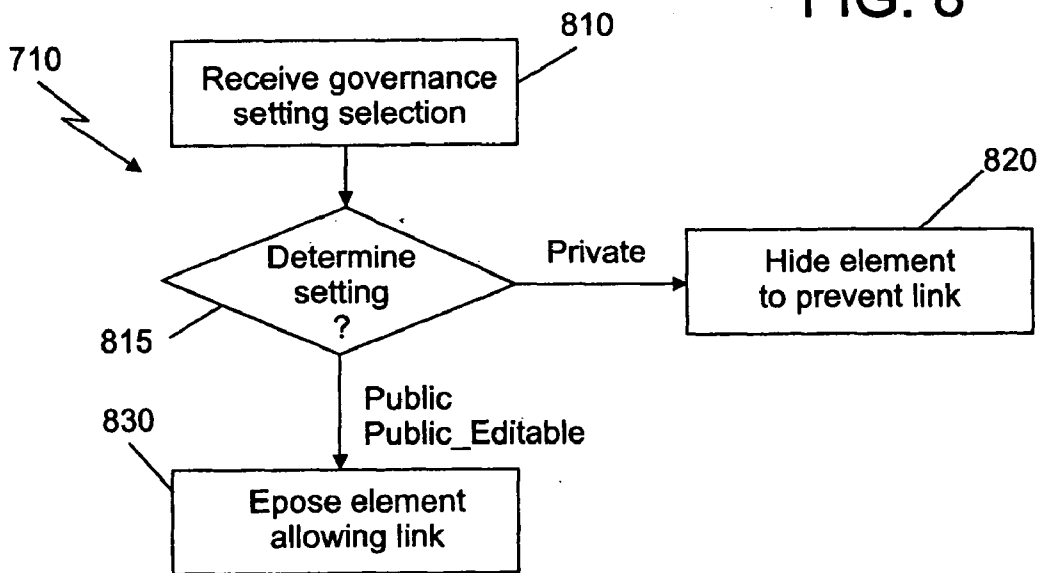 FIG. 8
810
710
Receive governance
setting selection
820
Determine
setting
?
Private
Hide element
to prevent link
815
Public
Public_Editable
830
Epose element
allowing link